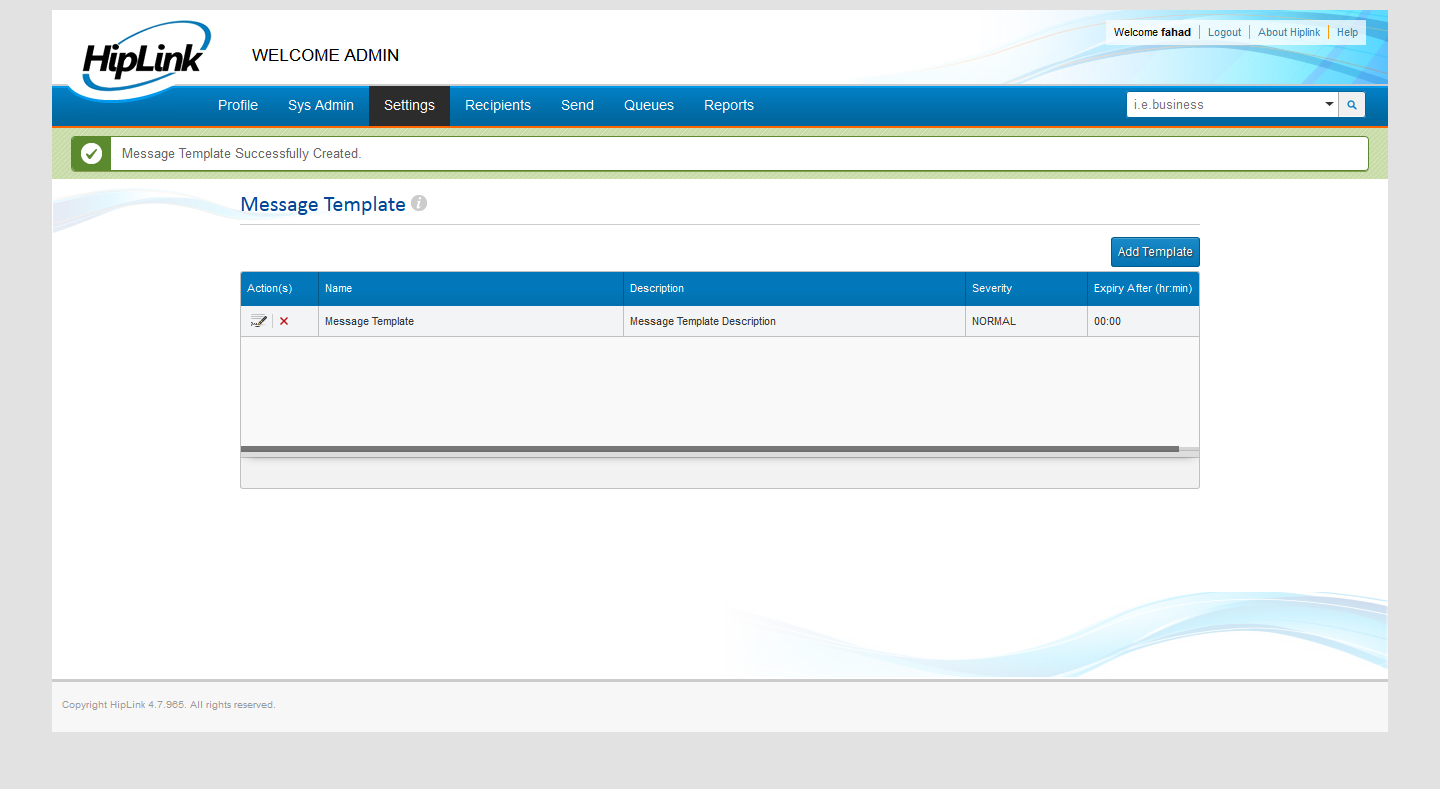 HipLink
WELCOME ADMIN
Welcome fahad Logout About Hiplink Help
Profile Sys Admin Settings Recipients Send Queues Reports i.e.business
Message Template Successfully Created.
Message Template
Add Template
Action(s) Name Description Severity Expiry After (hr:min)
Message Template Message Template Description NORMAL 00:00
Copyright HipLink 4.7.965. All rights reserved.